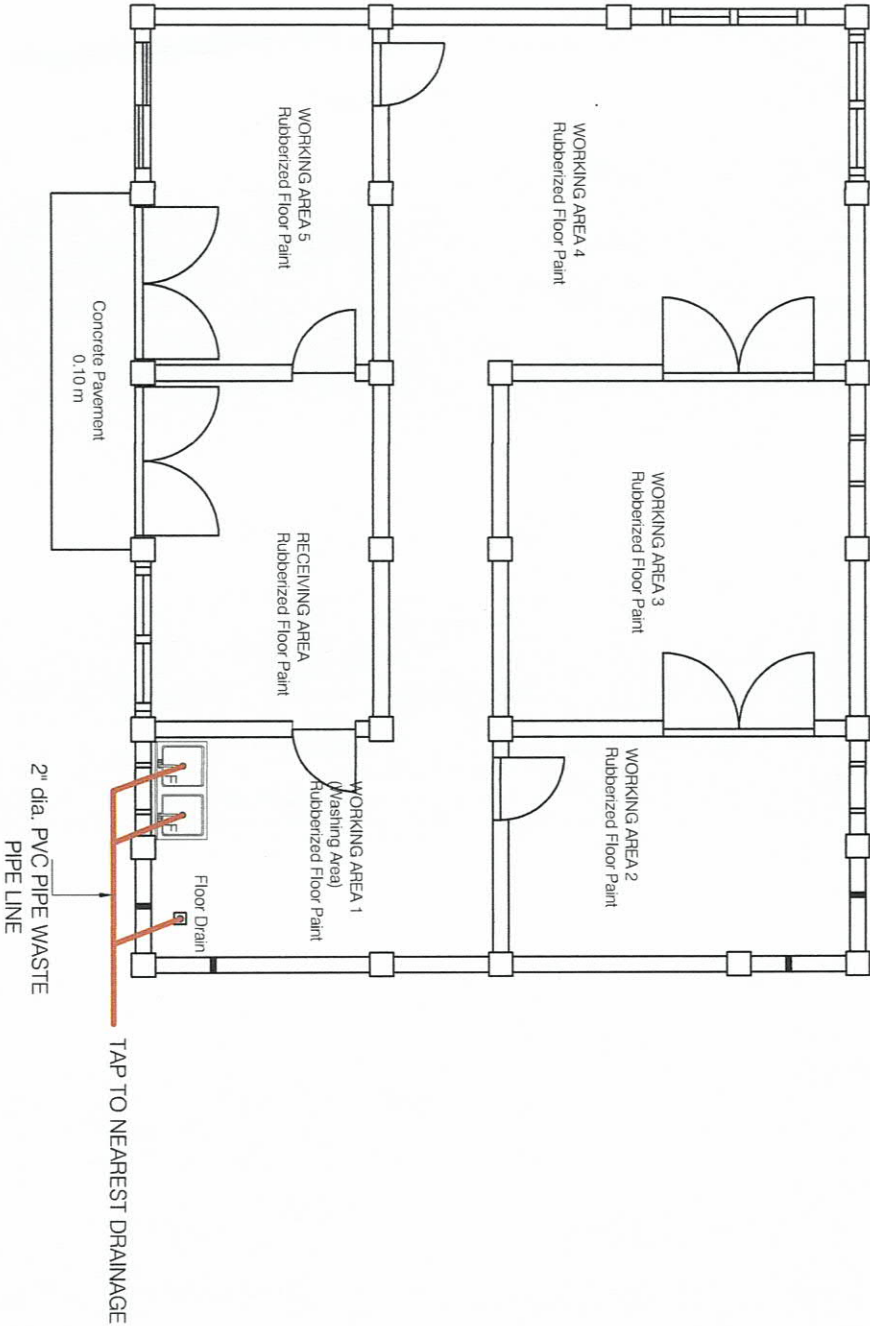 WORKING AREA 4
Rubberized Floor Paint
WORKING AREA 3
Rubberized Floor Paint
WORKING AREA 2
Rubberized Floor Paint
WORKING AREA 5
Rubberized Floor Paint
RECEIVING AREA
Rubberized Floor Paint
WORKING AREA 1
(Washing Area)
Rubberized Floor Paint
Floor Drain
Concrete Pavement
0.10 m
TAP TO NEAREST DRAINAGE
2" dia. PVC PIPE WASTE
PIPE LINE